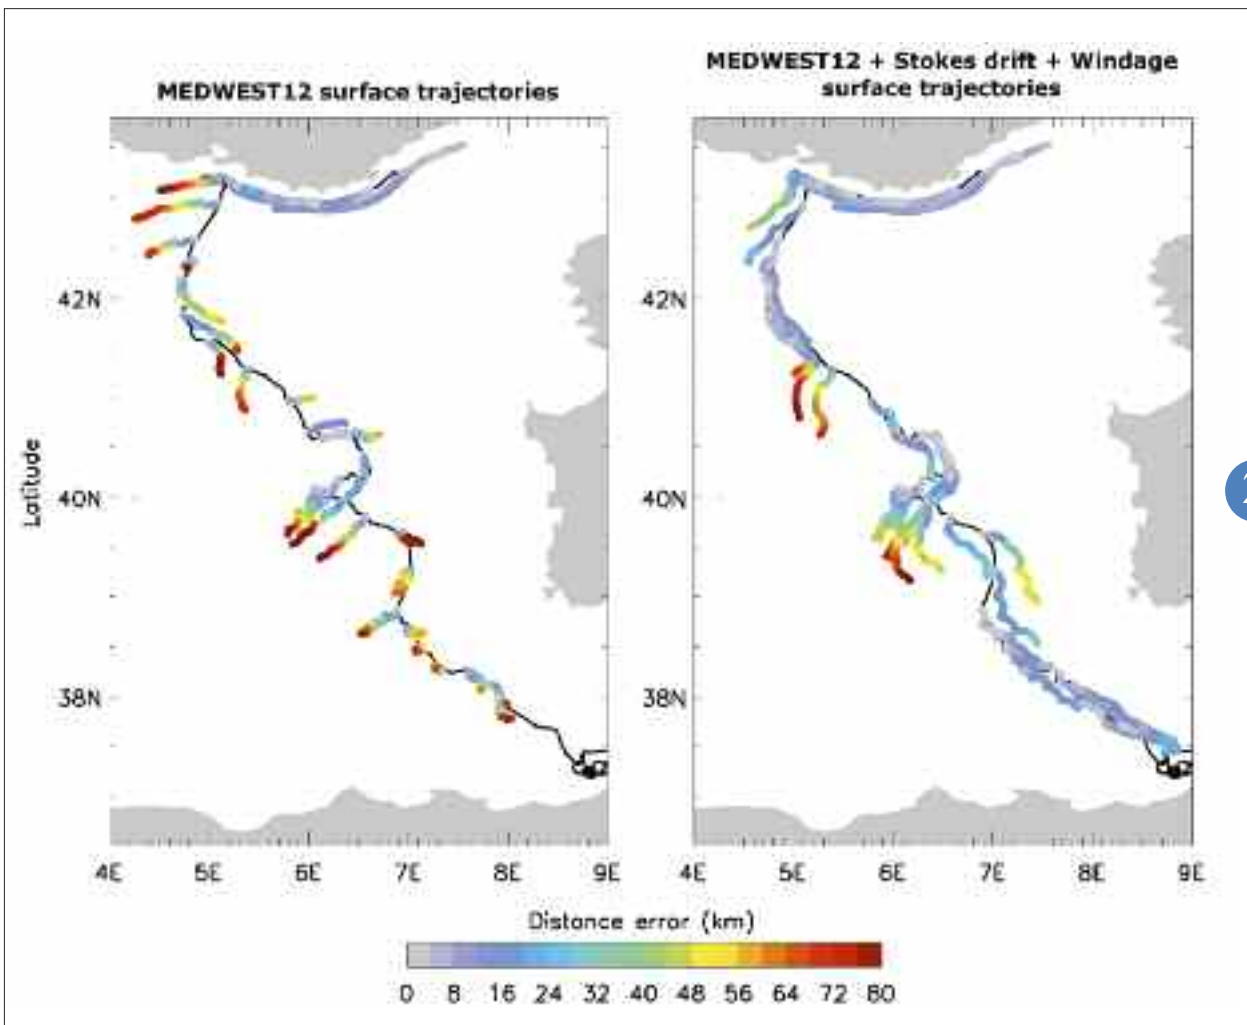 MEDWEST12 surface trajectories
MEDWEST12 + Stokes drift + Windage
surface trajectories
Latitude
42N
40N
38N
42N
40N
38N
4E 5E 6E 7E 8E 9E
4E 5E 6E 7E 8E 9E
Distance error (km)
0 8 16 24 32 40 48 56 64 72 80